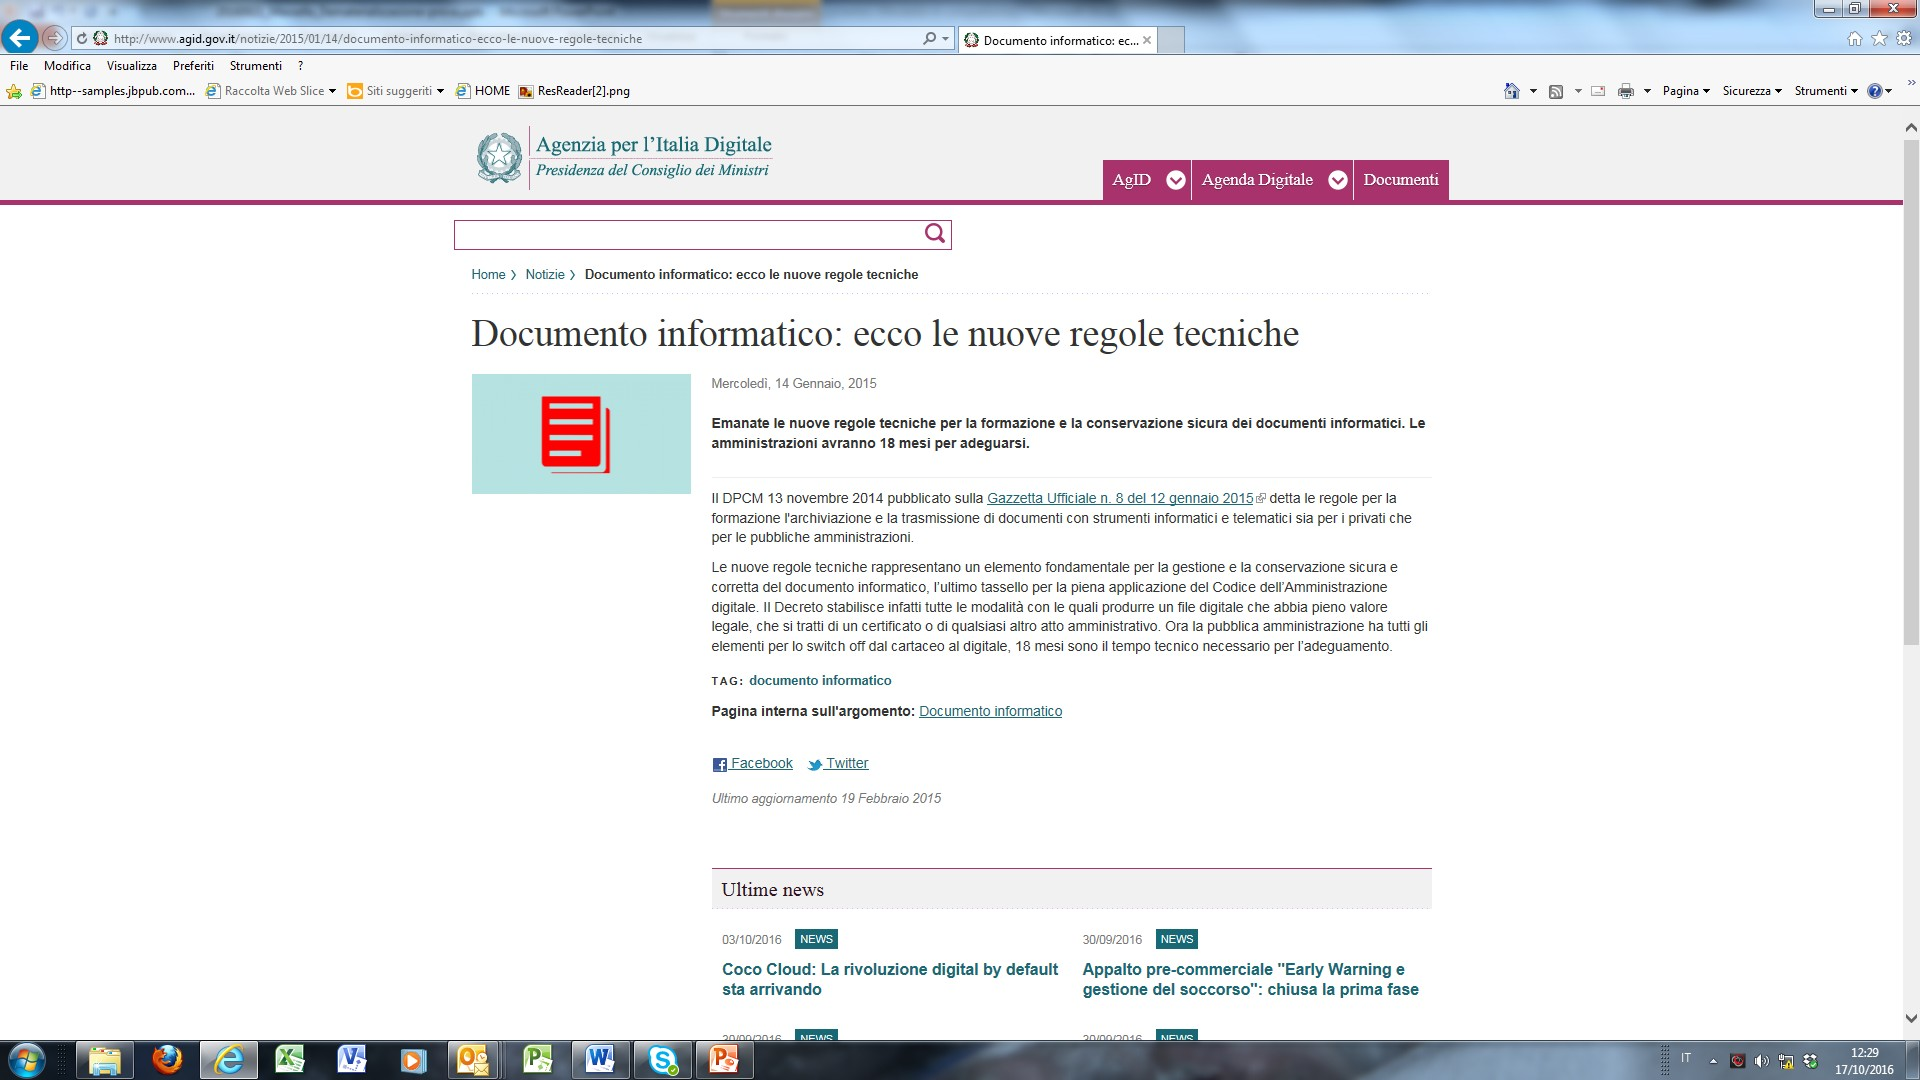 http://www.agid.gov.it/notizie/2015/01/14/documento-informatico-ecco-le-nuove-regole-tecniche
Documento informatico: ec...
File Modifica Visualizza Preferiti Strumenti ?
http--samples.jbpub.com... Raccolta Web Slice Siti suggeriti HOME ResReader[2].png
Pagina Sicurezza Strumenti
Agenzia per l'Italia Digitale
Presidenza del Consiglio dei Ministri
AgID Agenda Digitale Documenti
Home Notizie Documento informatico: ecco le nuove regole tecniche
Documento informatico: ecco le nuove regole tecniche
Mercoledì, 14 Gennaio, 2015
Emanate le nuove regole tecniche per la formazione e la conservazione sicura dei documenti informatici. Le
amministrazioni avranno 18 mesi per adeguarsi.
Il DPCM 13 novembre 2014 pubblicato sulla Gazzetta Ufficiale n. 8 del 12 gennaio 2015 detta le regole per la
formazione l'archiviazione e la trasmissione di documenti con strumenti informatici e telematici sia per i privati che
per le pubbliche amministrazioni.
Le nuove regole tecniche rappresentano un elemento fondamentale per la gestione e la conservazione sicura e
corretta del documento informatico, l'ultimo tassello per la piena applicazione del Codice dell'Amministrazione
digitale. Il Decreto stabilisce infatti tutte le modalità con le quali produrre un file digitale che abbia pieno valore
legale, che si tratti di un certificato o di qualsiasi altro atto amministrativo. Ora la pubblica amministrazione ha tutti gli
elementi per lo switch off dal cartaceo al digitale, 18 mesi sono il tempo tecnico necessario per l'adeguamento.
TAG: documento informatico
Pagina interna sull'argomento: Documento informatico
Facebook Twitter
Ultimo aggiornamento 19 Febbraio 2015
Ultime news
03/10/2016 NEWS
Coco Cloud: La rivoluzione digital by default
sta arrivando
30/09/2016 NEWS
Appalto pre-commerciale "Early Warning e
gestione del soccorso": chiusa la prima fase
NEWS
NEWS
IT
12:29
17/10/2016